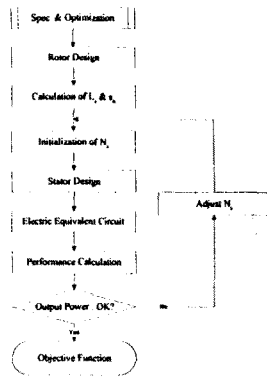 Spec & Optimization
Rotor Design
Calculation of L &
Initialization of N
Stator Design
Adjust N
Electric Equivalent Circuit
Performance Calculation
Output Power : OK?
No
Yes
Objective Function